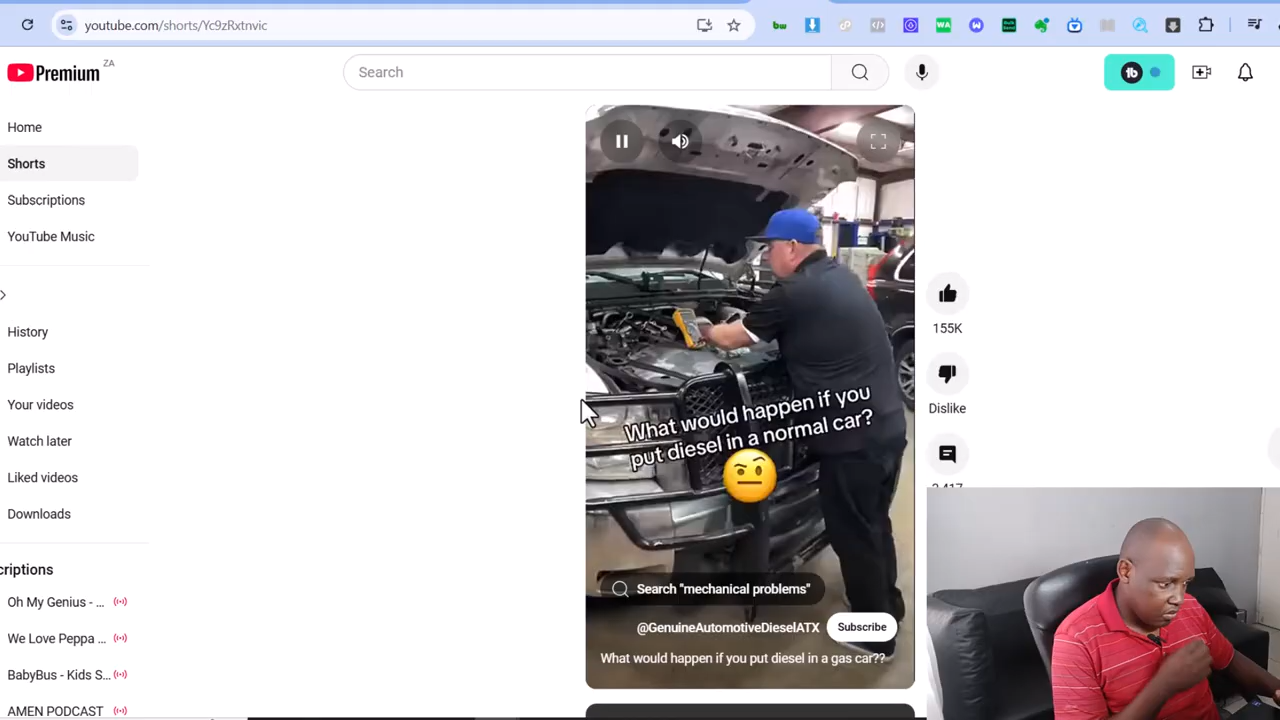 youtube.com/shorts/Yc9zRxtnvic
Premium
ZA
Search
Home
Shorts
Subscriptions
YouTube Music
History
Playlists
Your videos
Watch later
Liked videos
Downloads
criptions
Oh My Genius - ...
We Love Peppa ...
BabyBus - Kids S...
AMEN PODCAST
What would happen if you
put diesel in a normal car?
Search "mechanical problems"
@GenuineAutomotiveDieselATX
Subscribe
What would happen if you put diesel in a gas car??
155K
Dislike